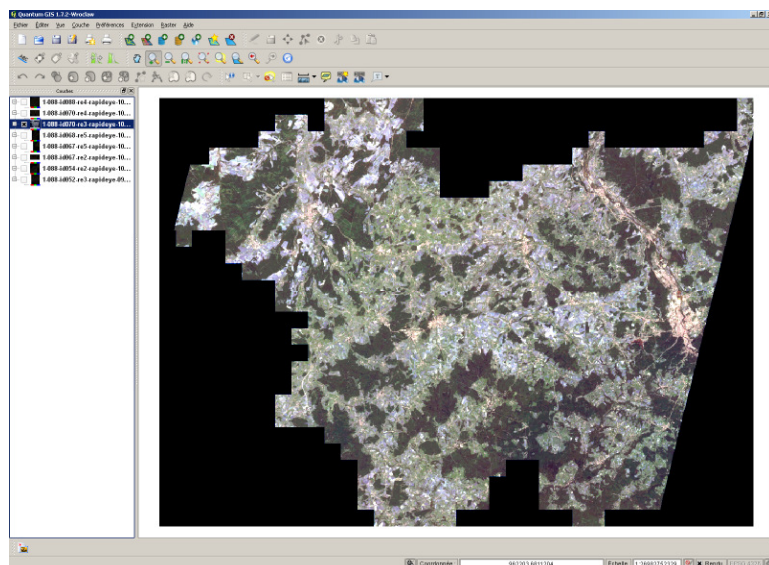 Quantum GIS 1.7.2-Wroclaw
Fichier Éditer Vue Couche Préférences Extension Raster Aide
Couches
1-088-id080-re4-rapideye-10...
1-088-id070-re4-rapideye-10...
1-088-id070-re3-rapideye-10...
1-088-id068-re5-rapideye-10...
1-088-id067-re5-rapideye-10...
1-088-id067-re2-rapideye-10...
1-088-id054-re2-rapideye-10...
1-088-id052-re3-rapideye-09...
Coordonnée : Echelle Rendu